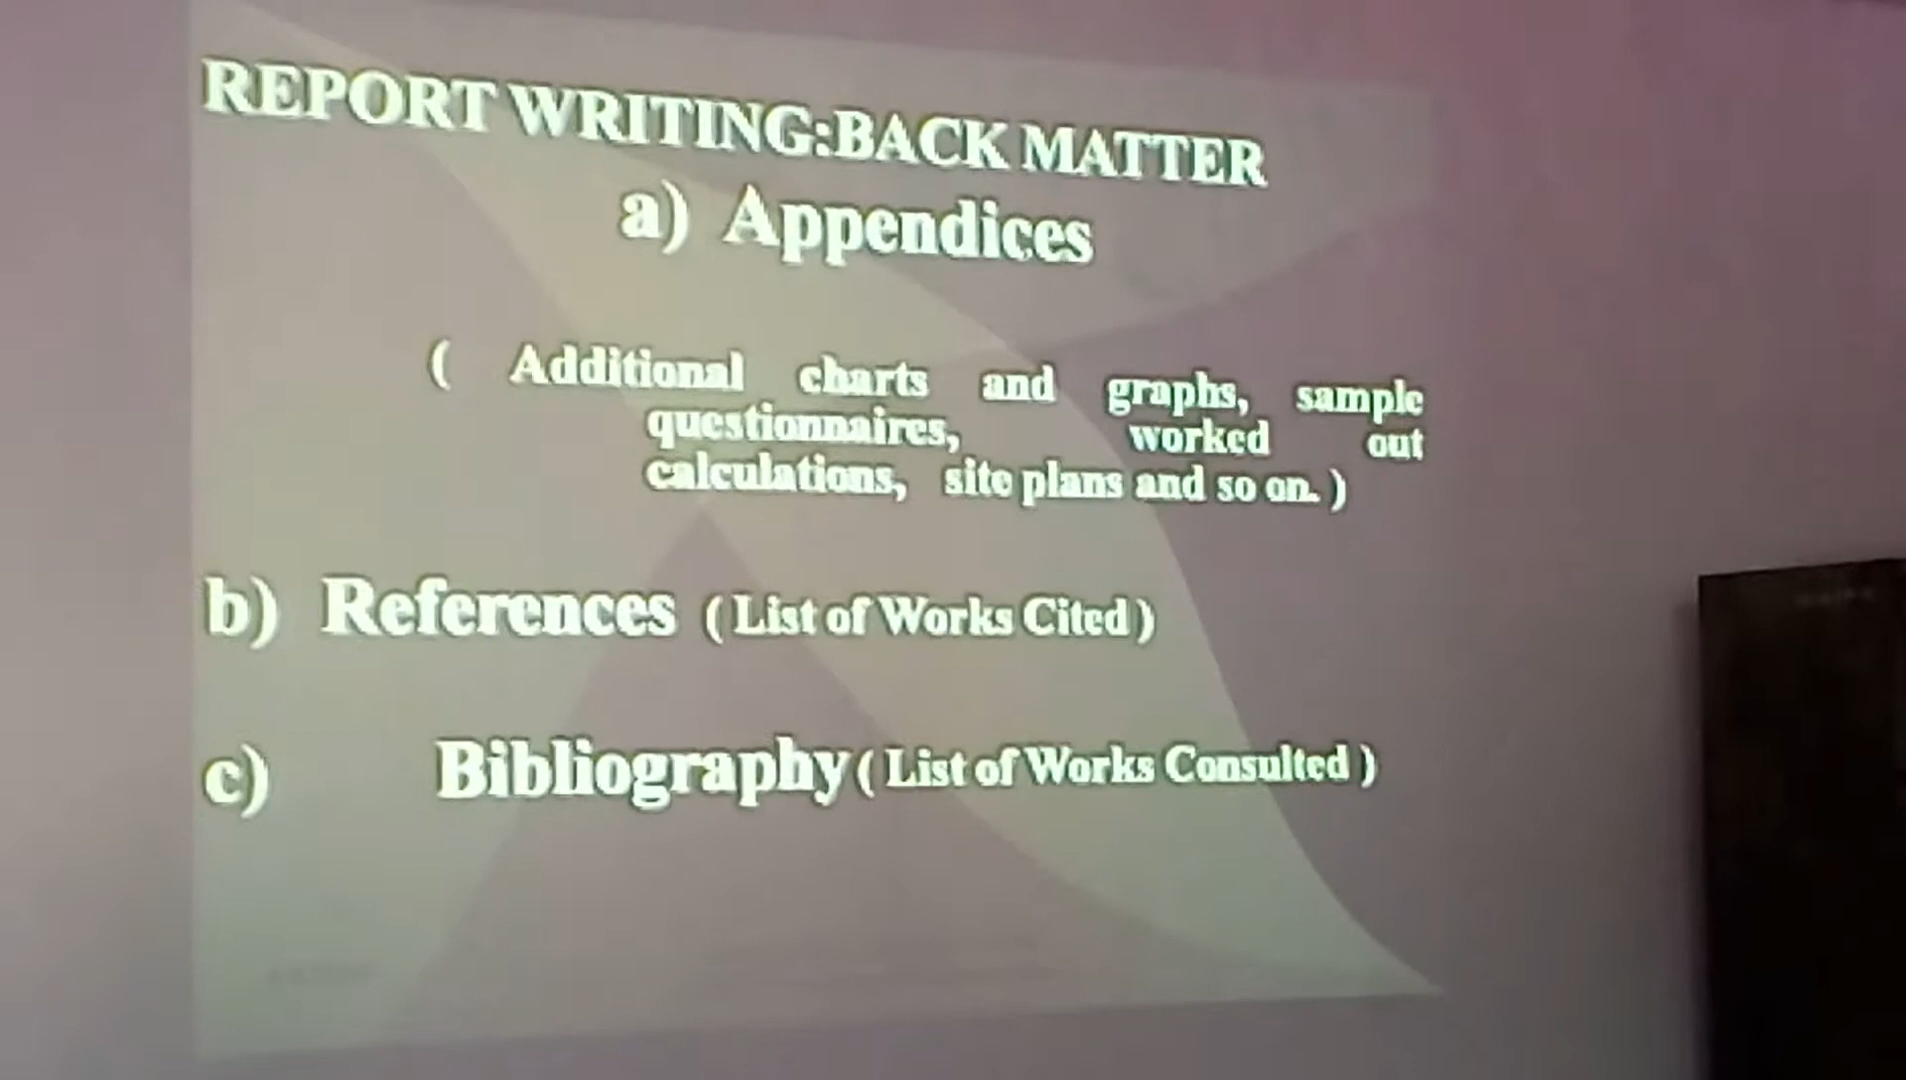 REPORT WRITING:BACK MATTER
a) Appendices
( Additional charts and graphs, sample
questionnaires, worked out
calculations, site plans and so on. )
b) References ( List of Works Cited )
c) Bibliography ( List of Works Consulted )